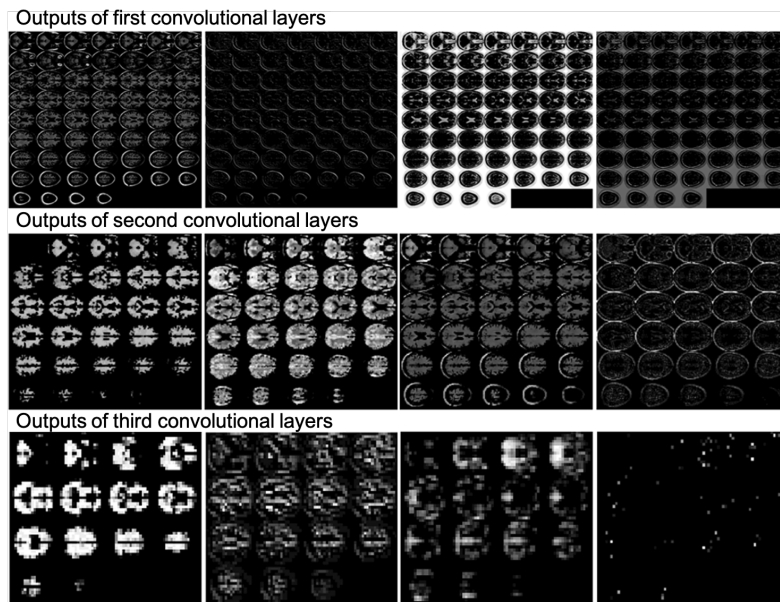 Outputs of first convolutional layers
Outputs of second convolutional layers
Outputs of third convolutional layers